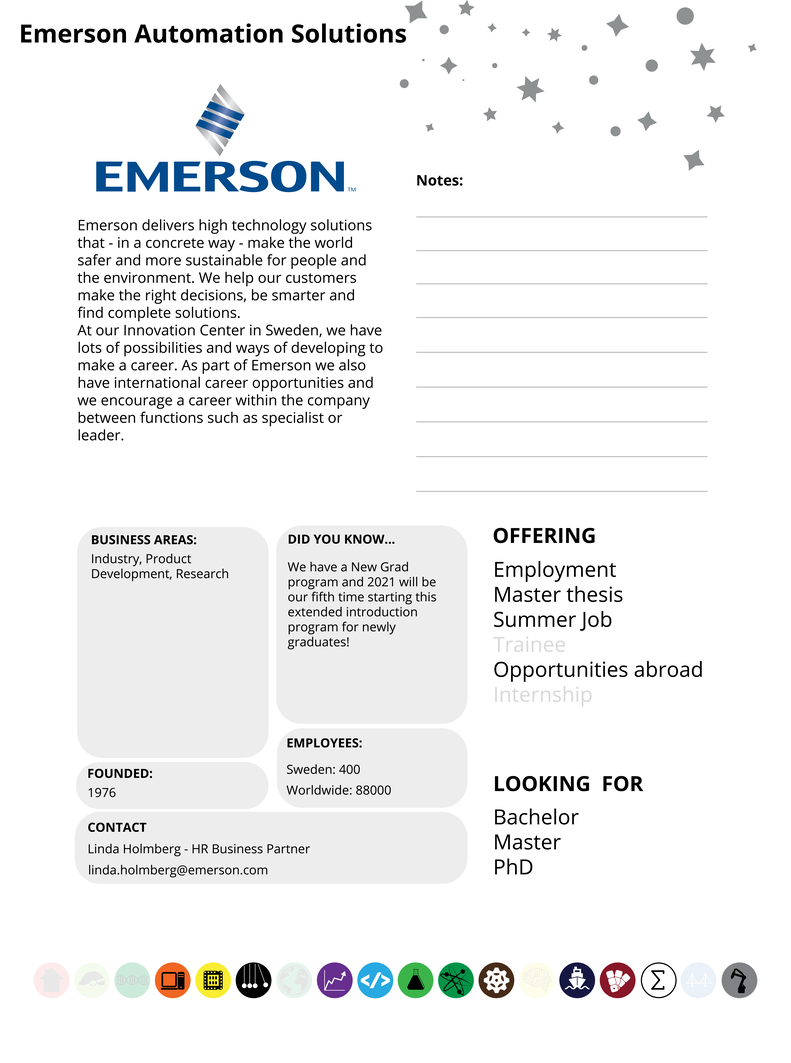 Emerson Automation Solutions
EMERSON™
Notes:
Emerson delivers high technology solutions
that - in a concrete way - make the world
safer and more sustainable for people and
the environment. We help our customers
make the right decisions, be smarter and
find complete solutions.
At our Innovation Center in Sweden, we have
lots of possibilities and ways of developing to
make a career. As part of Emerson we also
have international career opportunities and
we encourage a career within the company
between functions such as specialist or
leader.
BUSINESS AREAS:
Industry, Product
Development, Research
DID YOU KNOW...
We have a New Grad
program and 2021 will be
our fifth time starting this
extended introduction
program for newly
graduates!
FOUNDED:
1976
EMPLOYEES:
Sweden: 400
Worldwide: 88000
CONTACT
Linda Holmberg - HR Business Partner
linda.holmberg@emerson.com
OFFERING
Employment
Master thesis
Summer Job
Trainee
Opportunities abroad
Internship
LOOKING FOR
Bachelor
Master
PhD